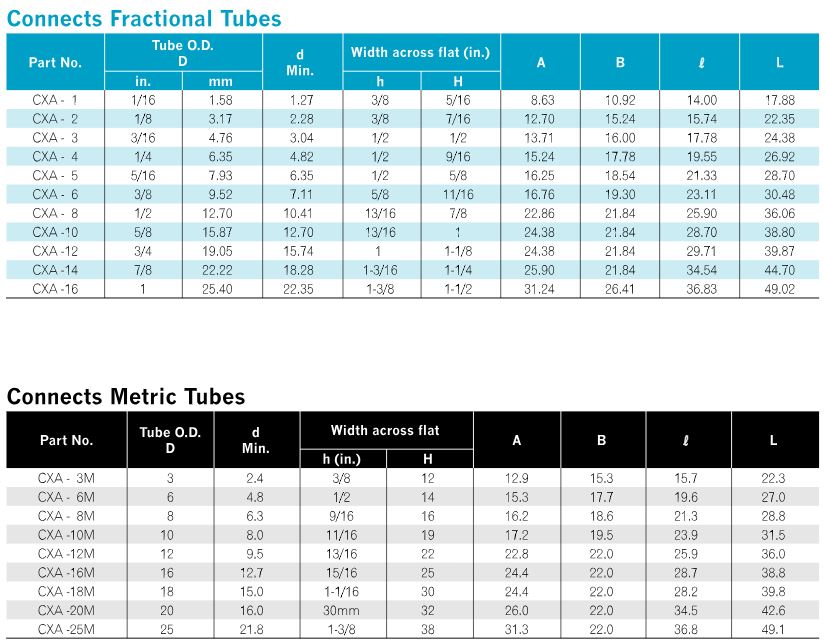 Connects Fractional Tubes
Part No. Tube O.D. D d Min. Width across flat (in.) A B ℓ L
in. mm h H
CXA - 1 1/16 1.58 1.27 3/8 5/16 8.63 10.92 14.00 17.88
CXA - 2 1/8 3.17 2.28 3/8 7/16 12.70 15.24 15.74 22.35
CXA - 3 3/16 4.76 3.04 1/2 1/2 13.71 16.00 17.78 24.38
CXA - 4 1/4 6.35 4.82 1/2 9/16 15.24 17.78 19.55 26.92
CXA - 5 5/16 7.93 6.35 1/2 5/8 16.25 18.54 21.33 28.70
CXA - 6 3/8 9.52 7.11 5/8 11/16 16.76 19.30 23.11 30.48
CXA - 8 1/2 12.70 10.41 13/16 7/8 22.86 21.84 25.90 36.06
CXA -10 5/8 15.87 12.70 13/16 1 24.38 21.84 28.70 38.80
CXA -12 3/4 19.05 15.74 1 1-1/8 24.38 21.84 29.71 39.87
CXA -14 7/8 22.22 18.28 1-3/16 1-1/4 25.90 21.84 34.54 44.70
CXA -16 1 25.40 22.35 1-3/8 1-1/2 31.24 26.41 36.83 49.02
Connects Metric Tubes
Part No. Tube O.D. D d Min. Width across flat A B ℓ L
h (in.) H
CXA - 3M 3 2.4 3/8 12 12.9 15.3 15.7 22.3
CXA - 6M 6 4.8 1/2 14 15.3 17.7 19.6 27.0
CXA - 8M 8 6.3 9/16 16 16.2 18.6 21.3 28.8
CXA -10M 10 8.0 11/16 19 17.2 19.5 23.9 31.5
CXA -12M 12 9.5 13/16 22 22.8 22.0 25.9 36.0
CXA -16M 16 12.7 15/16 25 24.4 22.0 28.7 38.8
CXA -18M 18 15.0 1-1/16 30 24.4 22.0 28.2 39.8
CXA -20M 20 16.0 30mm 32 26.0 22.0 34.5 42.6
CXA -25M 25 21.8 1-3/8 38 31.3 22.0 36.8 49.1